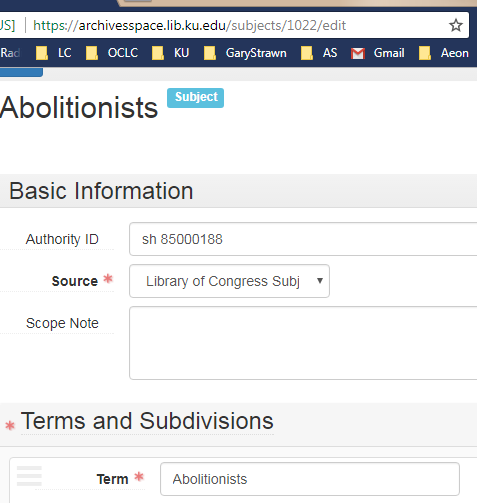 US] https://archivesspace.lib.ku.edu/subjects/1022/edit
Rad LC OCLC KU GaryStrawn AS Gmail Aeon
Abolitionists Subject
Basic Information
Authority ID sh 85000188
Source * Library of Congress Subj
Scope Note
* Terms and Subdivisions
Term * Abolitionists